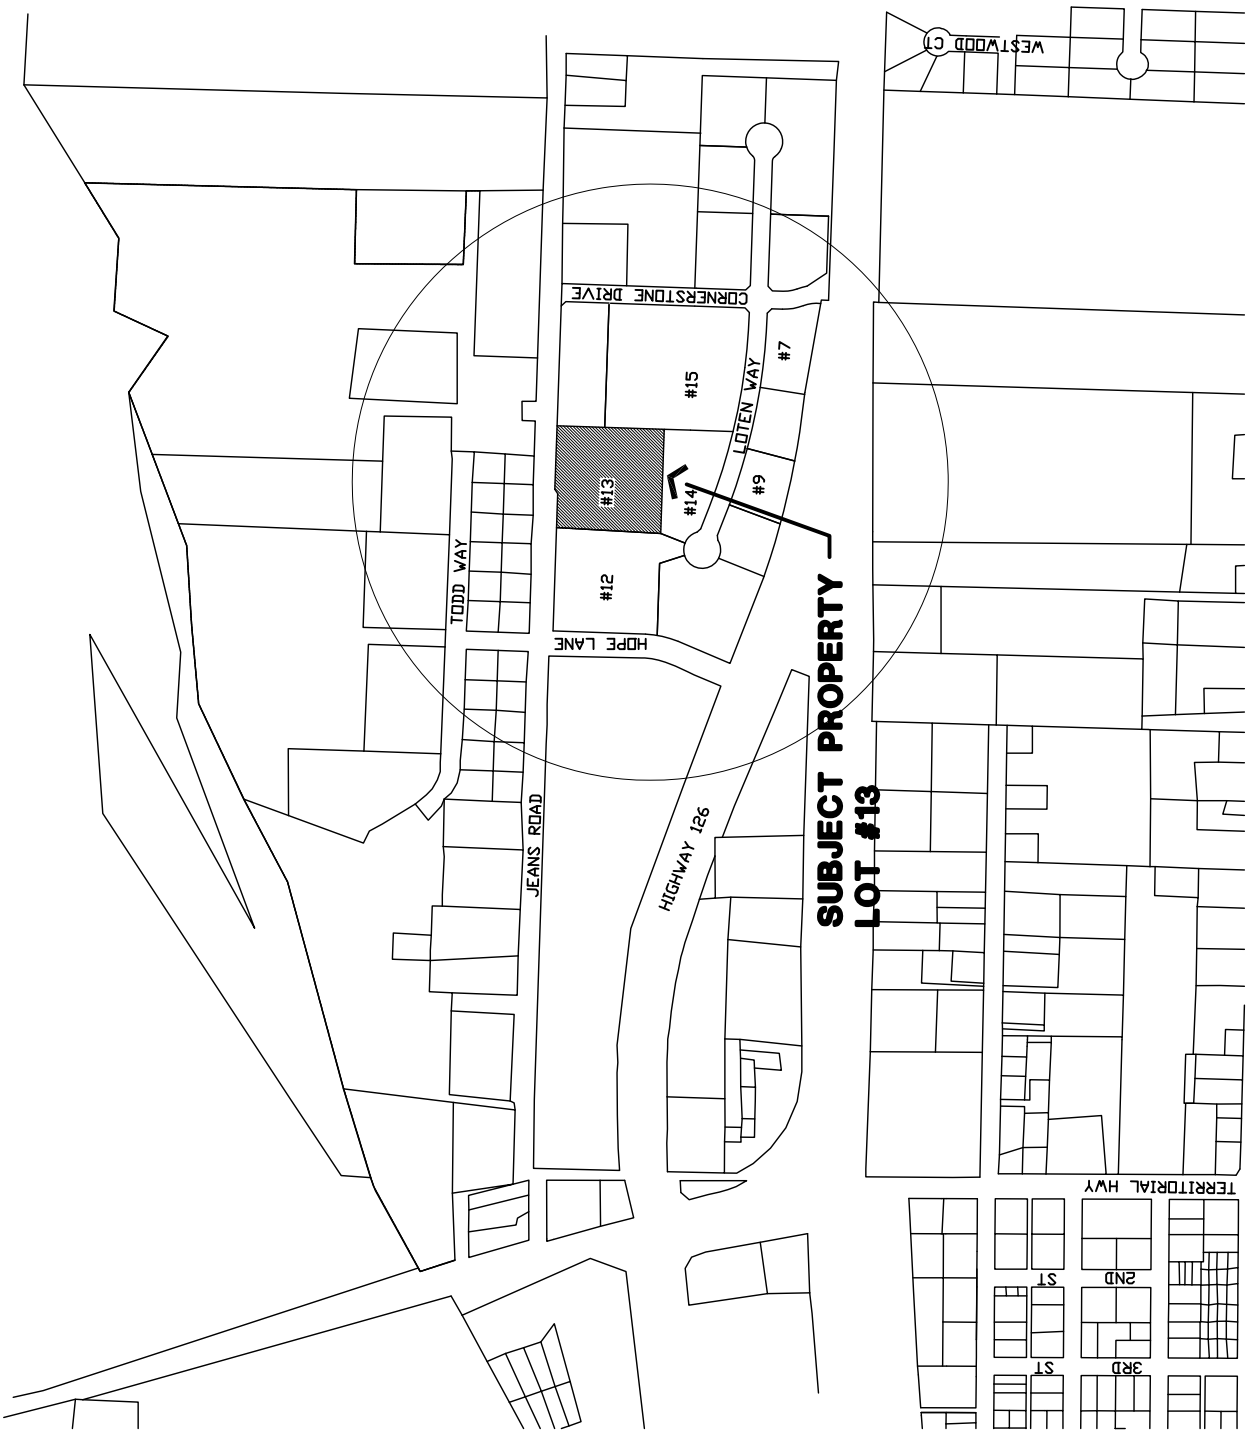 WESTWOOD CT
CORNERSTONE DRIVE
#7
#15
LOTEN WAY
#13
#14
#9
TODD WAY
#12
HOPE LANE
SUBJECT PROPERTY
LOT #13
JEANS ROAD
HIGHWAY 126
TERRITORIAL HWY
2ND ST
3RD ST